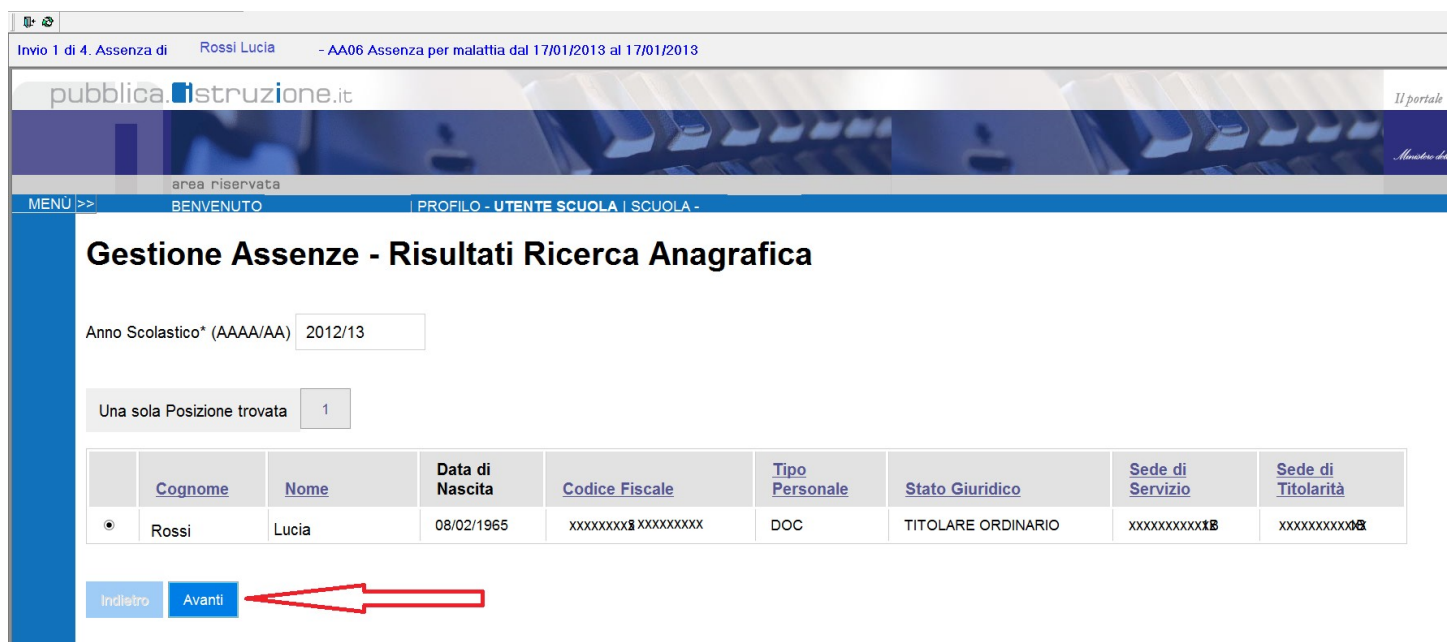 Invio 1 di 4. Assenza di Rossi Lucia - AA06 Assenza per malattia dal 17/01/2013 al 17/01/2013
pubblica.istruzione.it
Il portale
Ministero
area riservata
MENÙ >> BENVENUTO | PROFILO - UTENTE SCUOLA | SCUOLA -
Gestione Assenze - Risultati Ricerca Anagrafica
Anno Scolastico* (AAAA/AA) 2012/13
Una sola Posizione trovata 1
Cognome Nome Data di Nascita Codice Fiscale Tipo Personale Stato Giuridico Sede di Servizio Sede di Titolarità
Rossi Lucia 08/02/1965 DOC TITOLARE ORDINARIO
Indietro Avanti